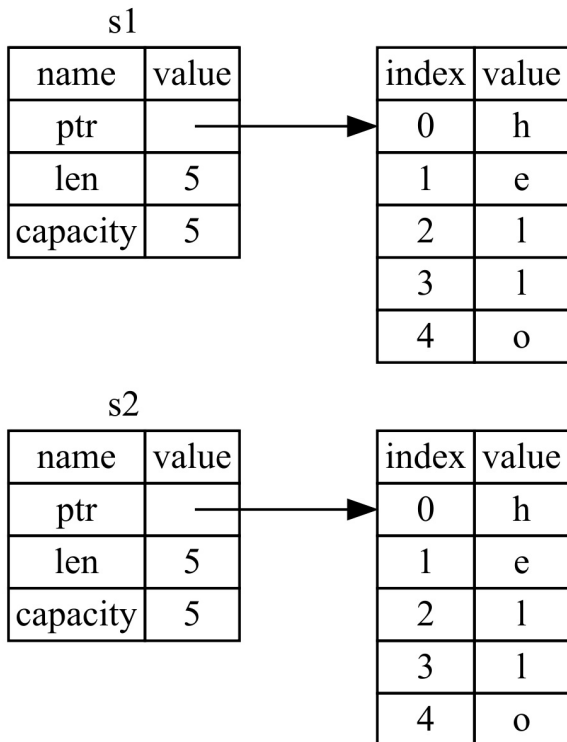 s1
name value
ptr
len 5
capacity 5
index value
0 h
1 e
2 l
3 l
4 o
s2
name value
ptr
len 5
capacity 5
index value
0 h
1 e
2 l
3 l
4 o